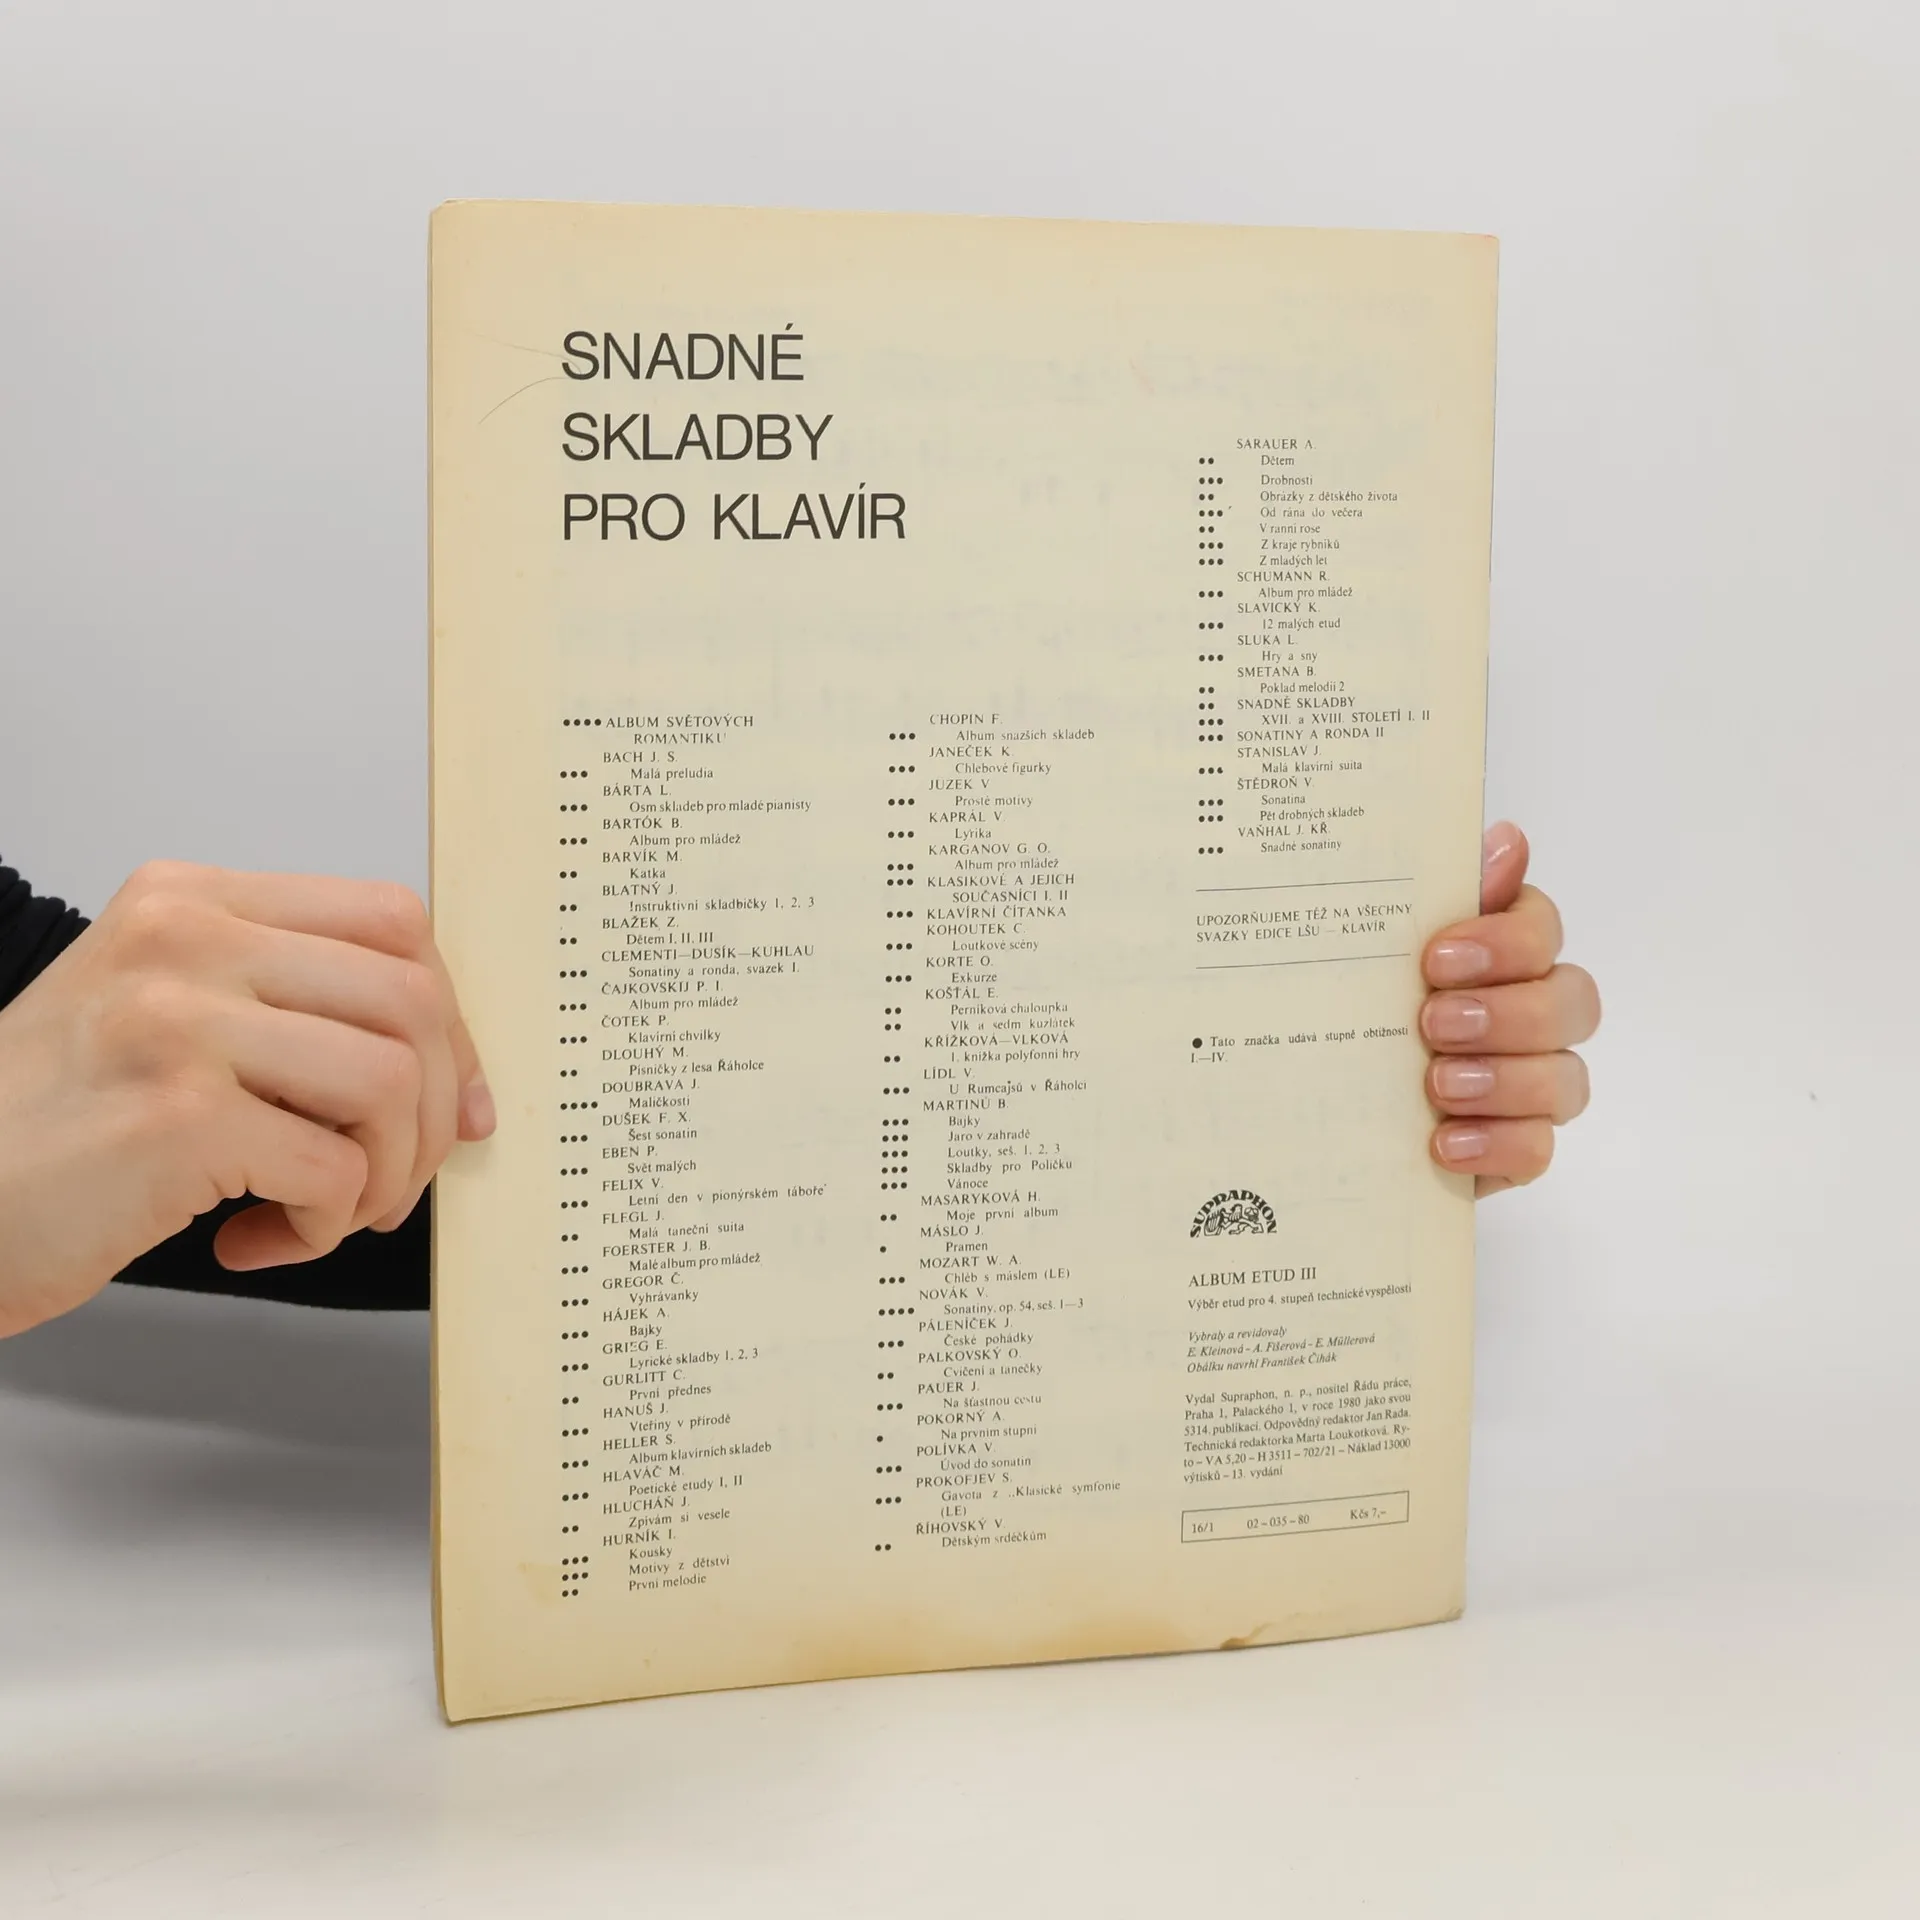 SNADNÉ
SKLADBY
PRO KLAVÍR
●●●● ALBUM SVĚTOVÝCH
ROMANTIKU
BACH J. S.
●●● Malá preludia
BÁRTA L.
●●● Osm skladeb pro mladé pianisty
BARTÓK B.
●●● Album pro mládež
BARVÍK M.
●● Katka
BLATNÝ J.
●● Instruktivní skladbičky 1, 2, 3
BLAŽEK Z.
●● Dětem I, II, III
CLEMENTI—DUSÍK—KUHLAU
●●● Sonatiny a ronda, svazek I.
ČAJKOVSKIJ P. I.
●●● Album pro mládež
ČOTEK P.
●●● Klavírní chvilky
DLOUHÝ M.
●● Písničky z lesa Řáholce
DOUBRAVA J.
●●●● Maličkosti
DUŠEK F. X.
●●● Šest sonatin
EBEN P.
●●● Svět malých
FELIX V.
●●● Letní den v pionýrském táboře
FLEGL J.
●● Malá taneční suita
FOERSTER J. B.
●●● Malé album pro mládež
GREGOR Č.
●●● Vyhrávanky
HÁJEK A.
●●● Bajky
GRIEG E.
●●● Lyrické skladby 1, 2, 3
GURLITT C.
●● První přednes
HANUŠ J.
●●● Vteřiny v přírodě
HELLER S.
●●● Album klavírních skladeb
HLAVÁČ M.
●●● Poetické etudy I, II
HLUCHÁŇ J.
●● Zpívám si vesele
HURNÍK I.
●●● Kousky
●●● Motivy z dětství
●● První melodie
CHOPIN F.
●●● Album snazších skladeb
JANEČEK K.
●●● Chlebové figurky
JUZEK V
●●● Prosté motivy
KAPRÁL V.
●●● Lyrika
KARGANOV G. O.
●●● Album pro mládež
●●● KLASIKOVÉ A JEJICH
SOUČASNÍCI I, II
●●● KLAVÍRNÍ ČÍTANKA
KOHOUTEK C.
●●● Loutkové scény
KORTE O.
●●● Exkurze
KOŠŤÁL E.
●● Perníková chaloupka
●● Vlk a sedm kuzlátek
KŘÍŽKOVÁ—VLKOVÁ
●● 1. knížka polyfonní hry
LÍDL V.
●●● U Rumcajsů v Řáholci
MARTINŮ B.
●●● Bajky
●●● Jaro v zahradě
●●● Loutky, seš. 1, 2, 3
●●● Skladby pro Poličku
●●● Vánoce
MASARYKOVÁ H.
●● Moje první album
MÁSLO J.
● Pramen
MOZART W. A.
●●● Chléb s máslem (LE)
NOVÁK V.
●●●● Sonatiny, op. 54, seš. 1—3
PÁLENÍČEK J.
●●● České pohádky
PALKOVSKÝ O.
●● Cvičení a tanečky
PAUER J.
●●● Na šťastnou cestu
POKORNÝ A.
● Na prvním stupni
POLÍVKA V.
●●● Úvod do sonatin
PROKOFJEV S.
●●● Gavota z „Klasické symfonie
(LE)
ŘÍHOVSKÝ V.
●● Dětským srdéčkům
SARAUER A.
●● Dětem
●●● Drobnosti
●● Obrázky z dětského života
●●● Od rána do večera
●● V ranní rose
●●● Z kraje rybníků
●●● Z mladých let
SCHUMANN R.
●●● Album pro mládež
SLAVICKÝ K.
●●● 12 malých etud
SLUKA L.
●●● Hry a sny
SMETANA B.
●● Poklad melodií 2
●● SNADNÉ SKLADBY
●●● XVII. a XVIII. STOLETÍ I, II
●●● SONATINY A RONDA II
STANISLAV J.
●●● Malá klavírní suita
ŠTĚDROŇ V.
●●● Sonatina
●●● Pět drobných skladeb
VAŇHAL J. KŘ.
●●● Snadné sonatiny
UPOZORŇUJEME TÉŽ NA VŠECHNY
SVAZKY EDICE LŠU — KLAVÍR
● Tato značka udává stupně obtížnosti
I.—IV.
SUPRAPHON
ALBUM ETUD III
Výběr etud pro 4. stupeň technické vyspělosti
Vybraly a revidovaly
E. Kleinová – A. Fišerová – E. Müllerová
Obálku navrhl František Čihák
Vydal Supraphon, n. p., nositel Řádu práce,
Praha 1, Palackého 1, v roce 1980 jako svou
5314. publikaci. Odpovědný redaktor Jan Rada.
Technická redaktorka Marta Loukotková. Ry-
to – VA 5,20 – H 3511 – 702/21 – Náklad 13000
výtisků – 13. vydání
16/1 02–035–80 Kčs 7,–